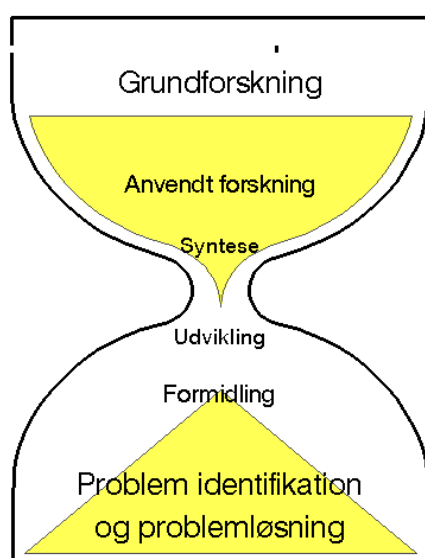 Grundforskning
Anvendt forskning
Syntese
Udvikling
Formidling
Problem identifikation
og problemløsning